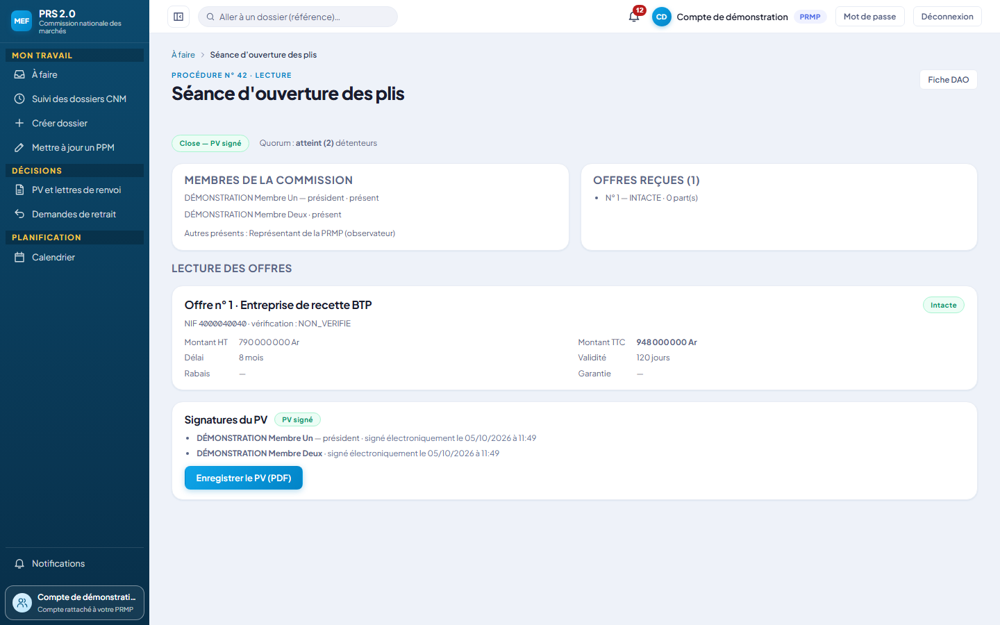 MEF
PRS 2.0
Commission nationale des
marchés
MON TRAVAIL
À faire
Suivi des dossiers CNM
Créer dossier
Mettre à jour un PPM
DÉCISIONS
PV et lettres de renvoi
Demandes de retrait
PLANIFICATION
Calendrier
Notifications
Compte de démonstrati...
Compte rattaché à votre PRMP
Aller à un dossier (référence)...
12
CD
Compte de démonstration
PRMP
Mot de passe
Déconnexion
À faire > Séance d'ouverture des plis
PROCÉDURE N° 42 · LECTURE
Séance d'ouverture des plis
Fiche DAO
Close — PV signé
Quorum : atteint (2) détenteurs
MEMBRES DE LA COMMISSION
DÉMONSTRATION Membre Un — président · présent
DÉMONSTRATION Membre Deux · présent
Autres présents : Représentant de la PRMP (observateur)
OFFRES REÇUES (1)
• N° 1 — INTACTE · 0 part(s)
LECTURE DES OFFRES
Offre n° 1 · Entreprise de recette BTP
Intacte
NIF 4000040040 · vérification : NON_VERIFIE
Montant HT 790 000 000 Ar
Montant TTC 948 000 000 Ar
Délai 8 mois
Validité 120 jours
Rabais —
Garantie —
Signatures du PV
PV signé
• DÉMONSTRATION Membre Un — président · signé électroniquement le 05/10/2026 à 11:49
• DÉMONSTRATION Membre Deux · signé électroniquement le 05/10/2026 à 11:49
Enregistrer le PV (PDF)